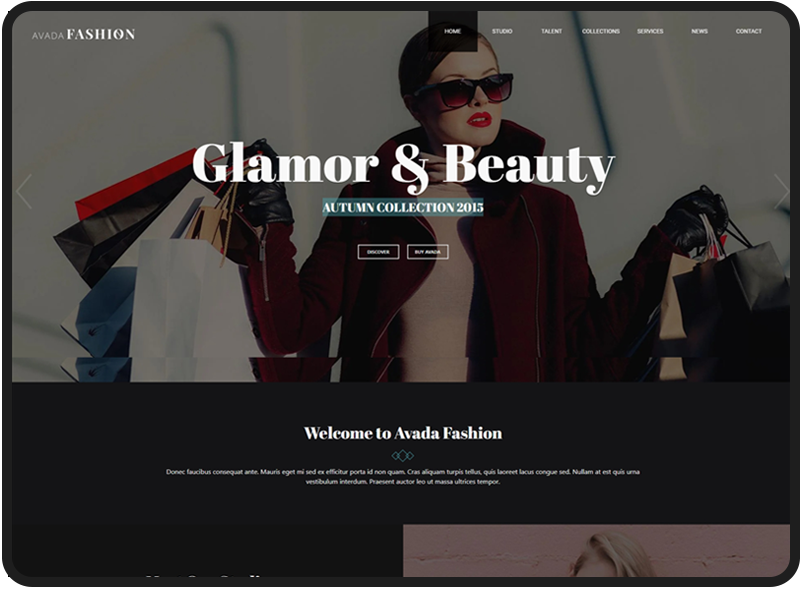 AVADA FASHION
HOME STUDIO TALENT COLLECTIONS SERVICES NEWS CONTACT
Glamor & Beauty
AUTUMN COLLECTION 2015
DISCOVER BUY AVADA
Welcome to Avada Fashion
Donec faucibus consequat ante. Mauris eget mi sed ex efficitur porta id non quam. Cras aliquam turpis tellus, quis laoreet lacus congue sed. Nullam at est quis urna
vestibulum interdum. Praesent auctor leo ut massa ultrices tempor.